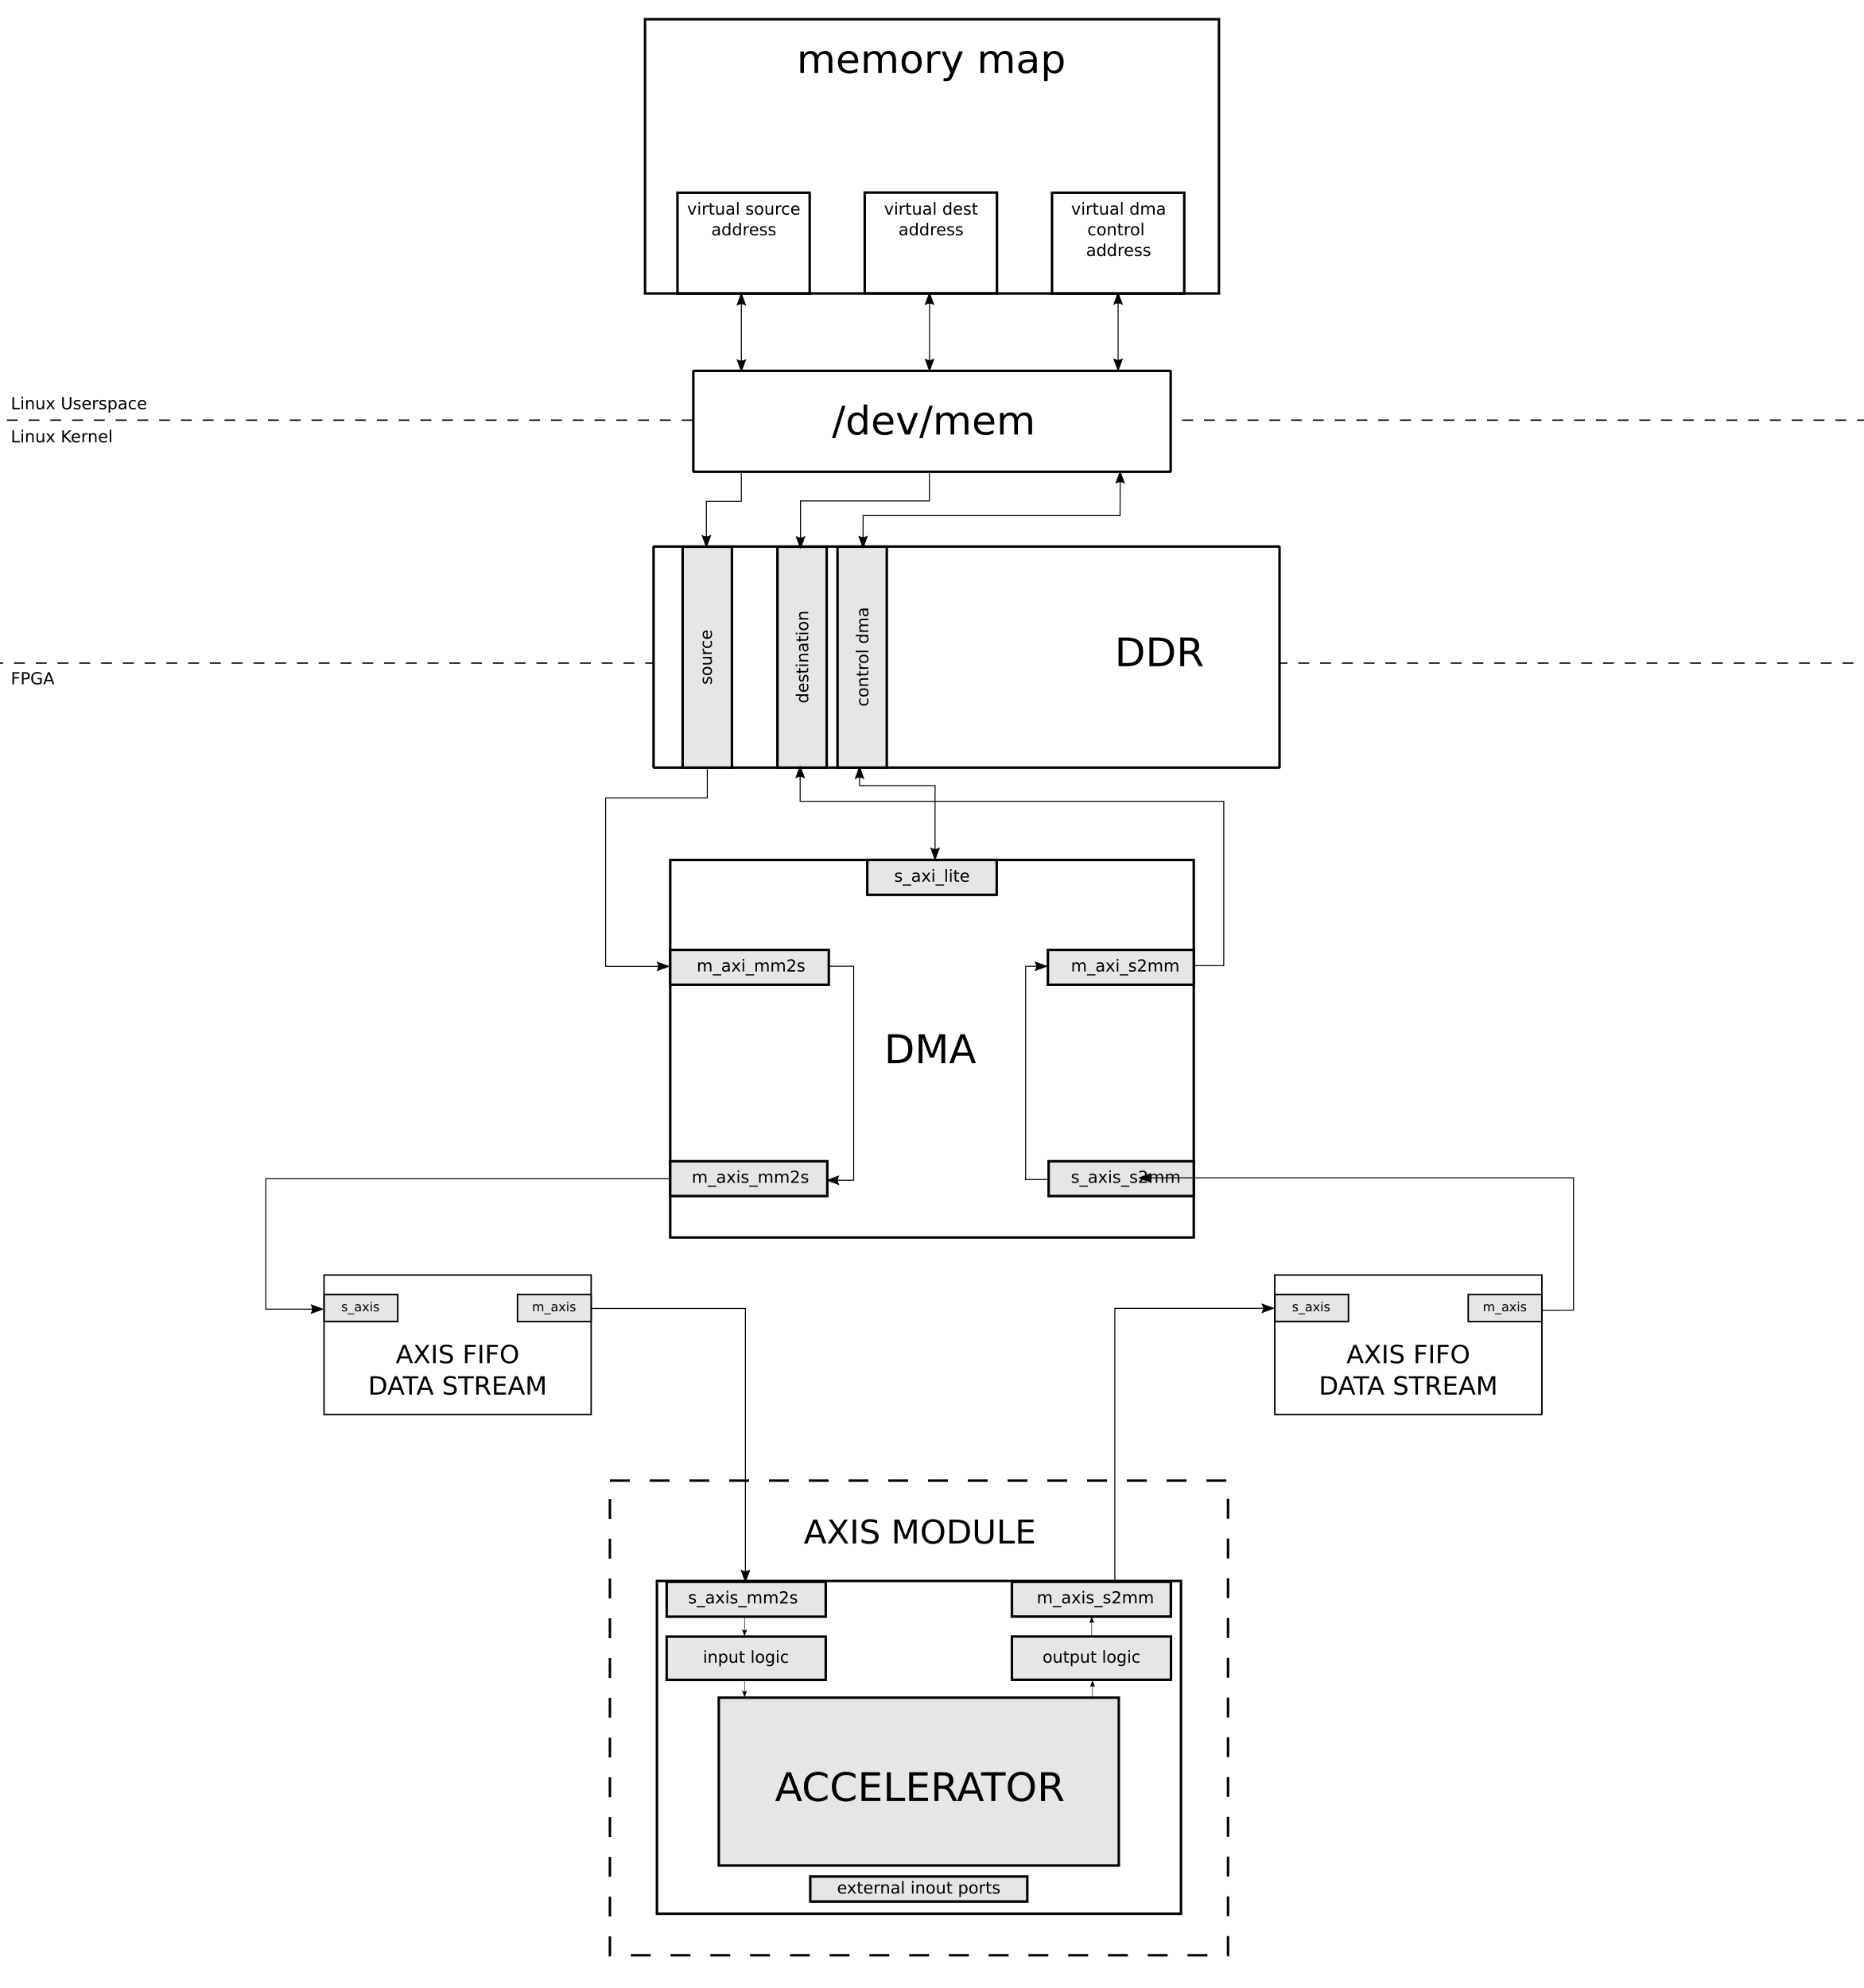 memory map
virtual source
address
virtual dest
address
virtual dma
control
address
Linux Userspace
Linux Kernel
/dev/mem
source
destination
control dma
DDR
FPGA
s_axi_lite
m_axi_mm2s
m_axi_s2mm
DMA
m_axis_mm2s
s_axis_s2mm
s_axis
m_axis
AXIS FIFO
DATA STREAM
s_axis
m_axis
AXIS FIFO
DATA STREAM
AXIS MODULE
s_axis_mm2s
m_axis_s2mm
input logic
output logic
ACCELERATOR
external inout ports